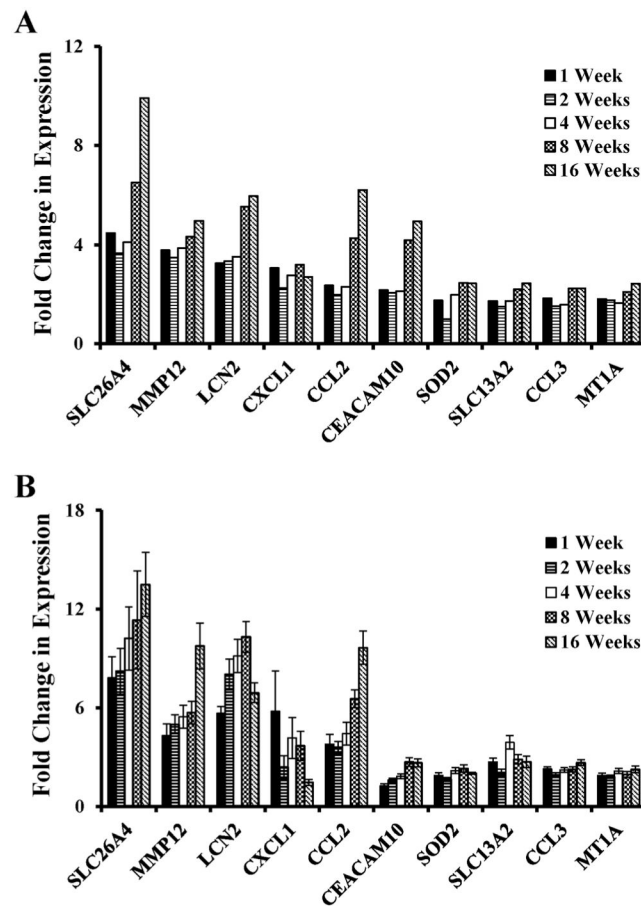 A
12
8
4
0
Fold Change in Expression
1 Week
2 Weeks
4 Weeks
8 Weeks
16 Weeks
SLC26A4
MMP12
LCN2
CXCL1
CCL2
CEACAM10
SOD2
SLC13A2
CCL3
MT1A
B
18
12
6
0
Fold Change in Expression
1 Week
2 Weeks
4 Weeks
8 Weeks
16 Weeks
SLC26A4
MMP12
LCN2
CXCL1
CCL2
CEACAM10
SOD2
SLC13A2
CCL3
MT1A